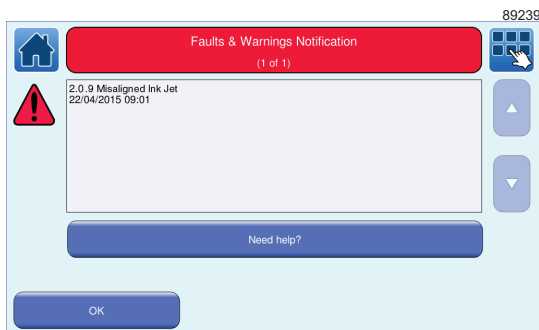 89239
Faults & Warnings Notification
(1 of 1)
2.0.9 Misaligned Ink Jet
22/04/2015 09:01
Need help?
OK